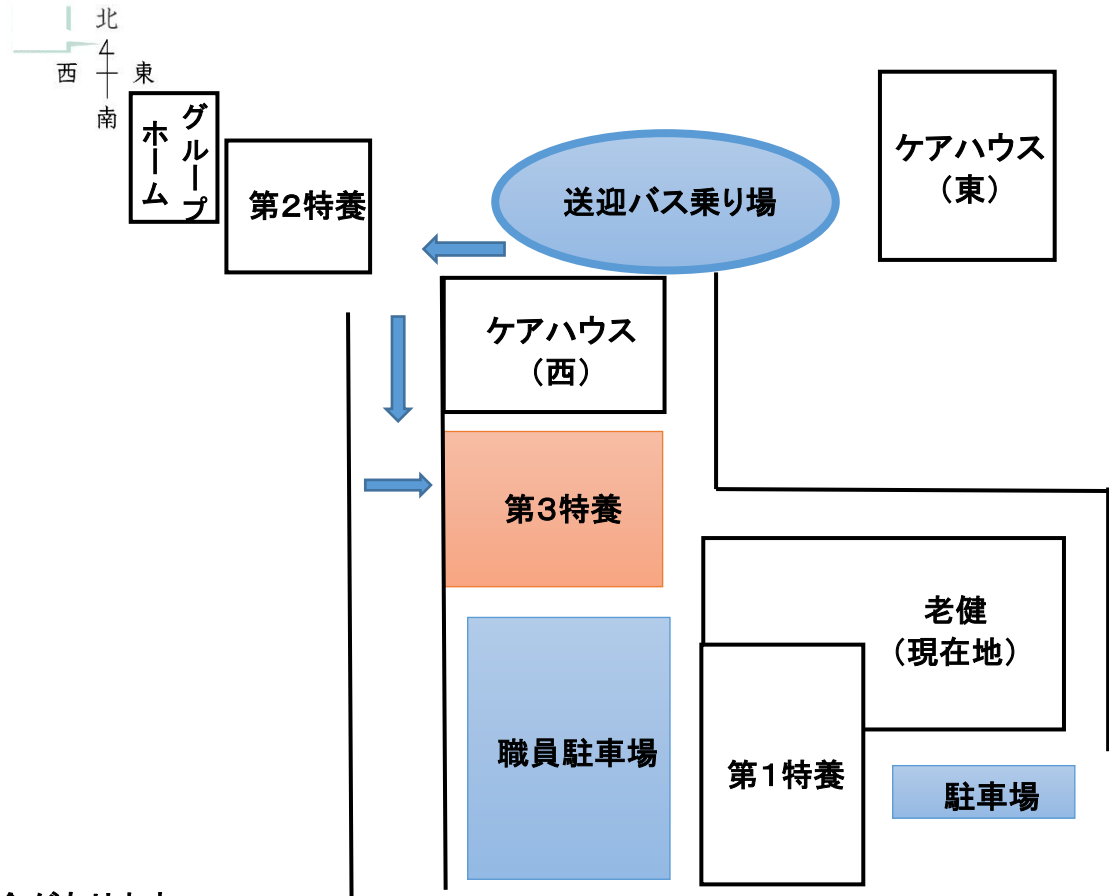 北
西 東
南
グループ
ホーム
第2特養
送迎バス乗り場
ケアハウス
(東)
ケアハウス
(西)
第3特養
老健
(現在地)
職員駐車場
第1特養
駐車場